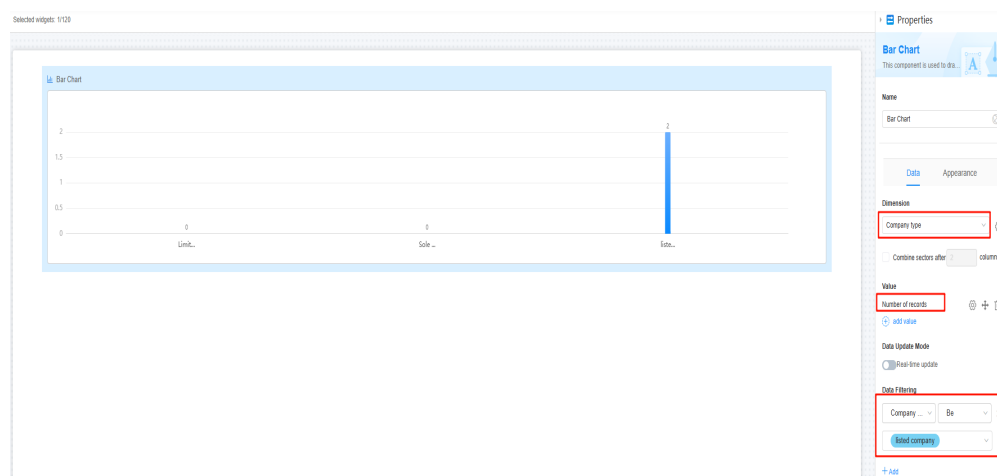 Selected widgets: 1/120
Properties
Bar Chart
This component is used to dra...
A
Bar Chart
2
1.5
1
0.5
0
0
0
2
Limit...
Sole ...
liste...
Name
Bar Chart
Data Appearance
Dimension
Company type
Combine sectors after column
Value
Number of records
add value
Data Update Mode
Real-time update
Data Filtering
Company ... Be
listed company
+ Add